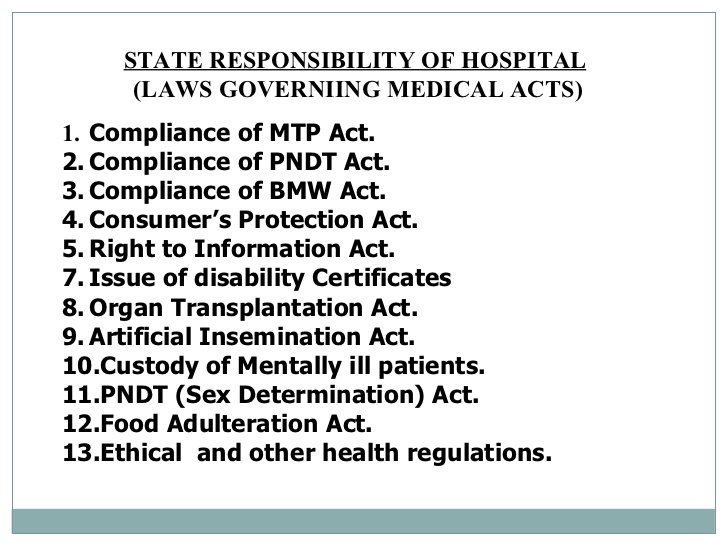 STATE RESPONSIBILITY OF HOSPITAL
(LAWS GOVERNIING MEDICAL ACTS)
1. Compliance of MTP Act.
2. Compliance of PNDT Act.
3. Compliance of BMW Act.
4. Consumer’s Protection Act.
5. Right to Information Act.
7. Issue of disability Certificates
8. Organ Transplantation Act.
9. Artificial Insemination Act.
10.Custody of Mentally ill patients.
11.PNDT (Sex Determination) Act.
12.Food Adulteration Act.
13.Ethical  and other health regulations.